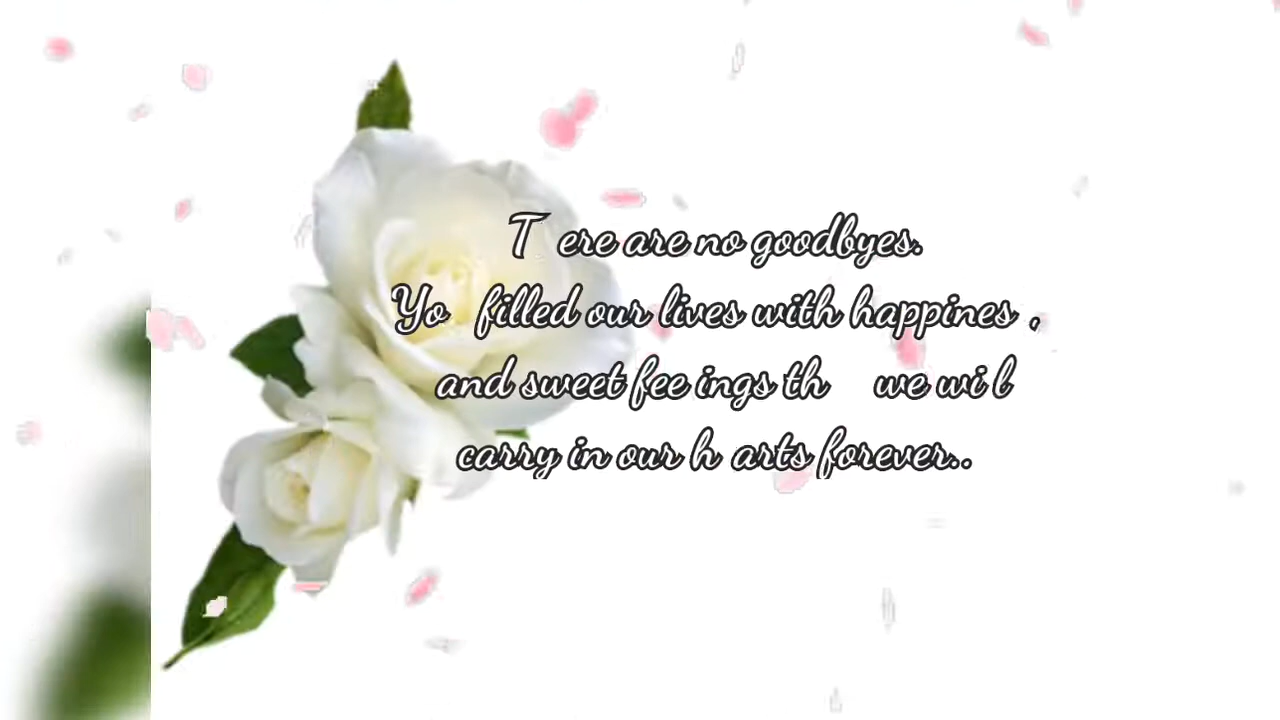 T ere are no goodbyes.
Yo filled our lives with happines ,
and sweet fee ings th we wi l
carry in our h arts forever..